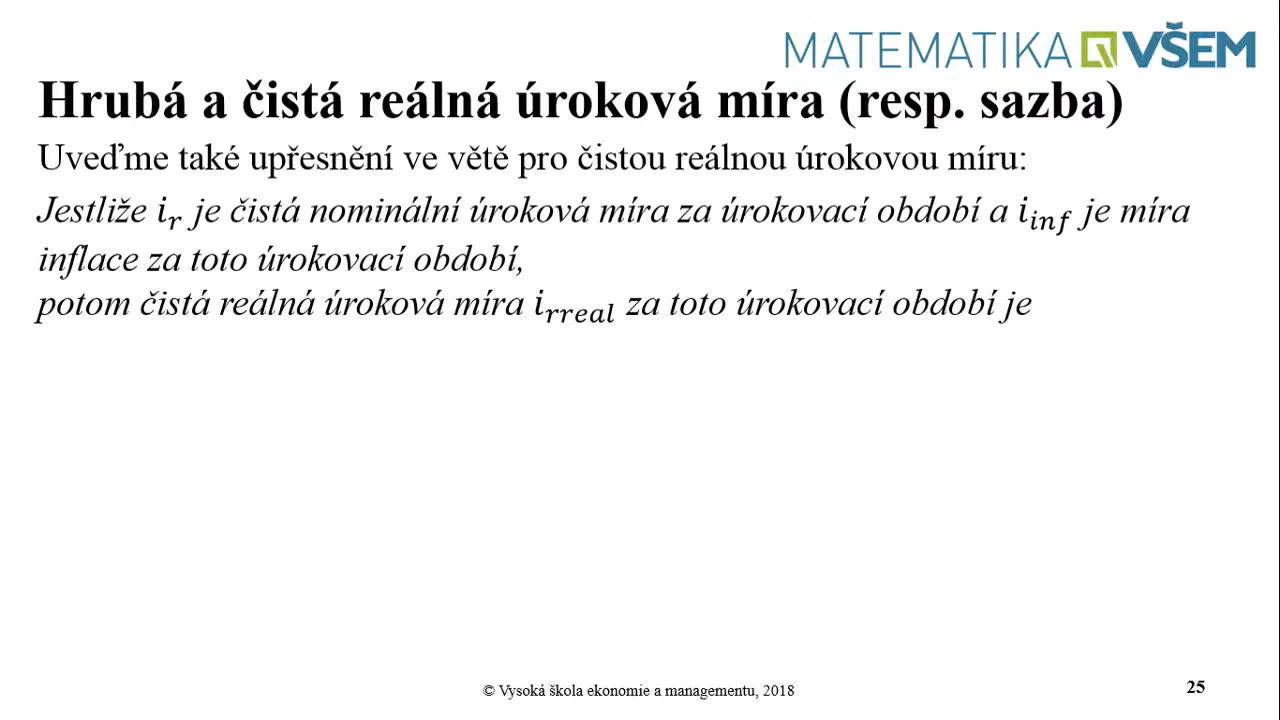 MATEMATIKA VŠEM
Hrubá a čistá reálná úroková míra (resp. sazba)
Uveďme také upřesnění ve větě pro čistou reálnou úrokovou míru:
Jestliže i_r je čistá nominální úroková míra za úrokovací období a i_inf je míra
inflace za toto úrokovací období,
potom čistá reálná úroková míra i_rreal za toto úrokovací období je
© Vysoká škola ekonomie a managementu, 2018
25